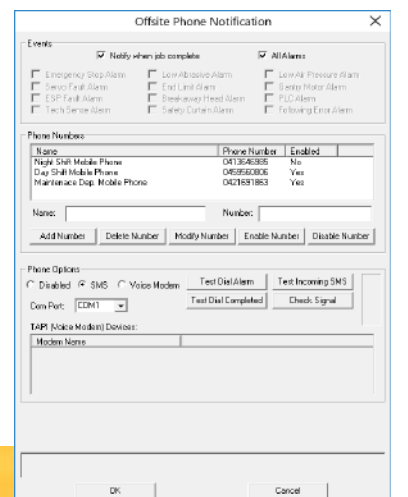 Offsite Phone Notification
Events
Notify when job complete All Alarms
Emergency Stop Alarm Low Abrasive Alarm Low Air Pressure Alarm
Servo Fault Alarm End Limit Alarm Servo Motor Alarm
ESP Fault Alarm Breakaway Head Alarm PLC Alarm
Tech Sense Alarm Safety Curtain Alarm Following Error Alarm
Phone Numbers
Name Phone Number Enabled
Night Shift Mobile Phone 0413646985 No
Day Shift Mobile Phone 0459560806 Yes
Maintenace Dep. Mobile Phone 0421691863 Yes
Name: Number:
Add Number Delete Number Modify Number Enable Number Disable Number
Phone Options
Disabled SMS Voice Modem Test Dial Alarm Test Incoming SMS
Com Port: COM1 Test Dial Completed Check Signal
TAPI (Voice Modem) Devices:
Modem Name
OK Cancel